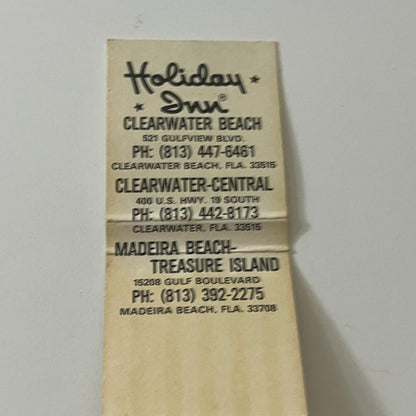 Holiday
Inn®
CLEARWATER BEACH
521 GULFVIEW BLVD.
PH: (813) 447-6461
CLEARWATER BEACH, FLA. 33515
CLEARWATER-CENTRAL
400 U.S. HWY. 19 SOUTH
PH: (813) 442-8173
CLEARWATER, FLA. 33515
MADEIRA BEACH-
TREASURE ISLAND
15208 GULF BOULEVARD
PH: (813) 392-2275
MADEIRA BEACH, FLA. 33708